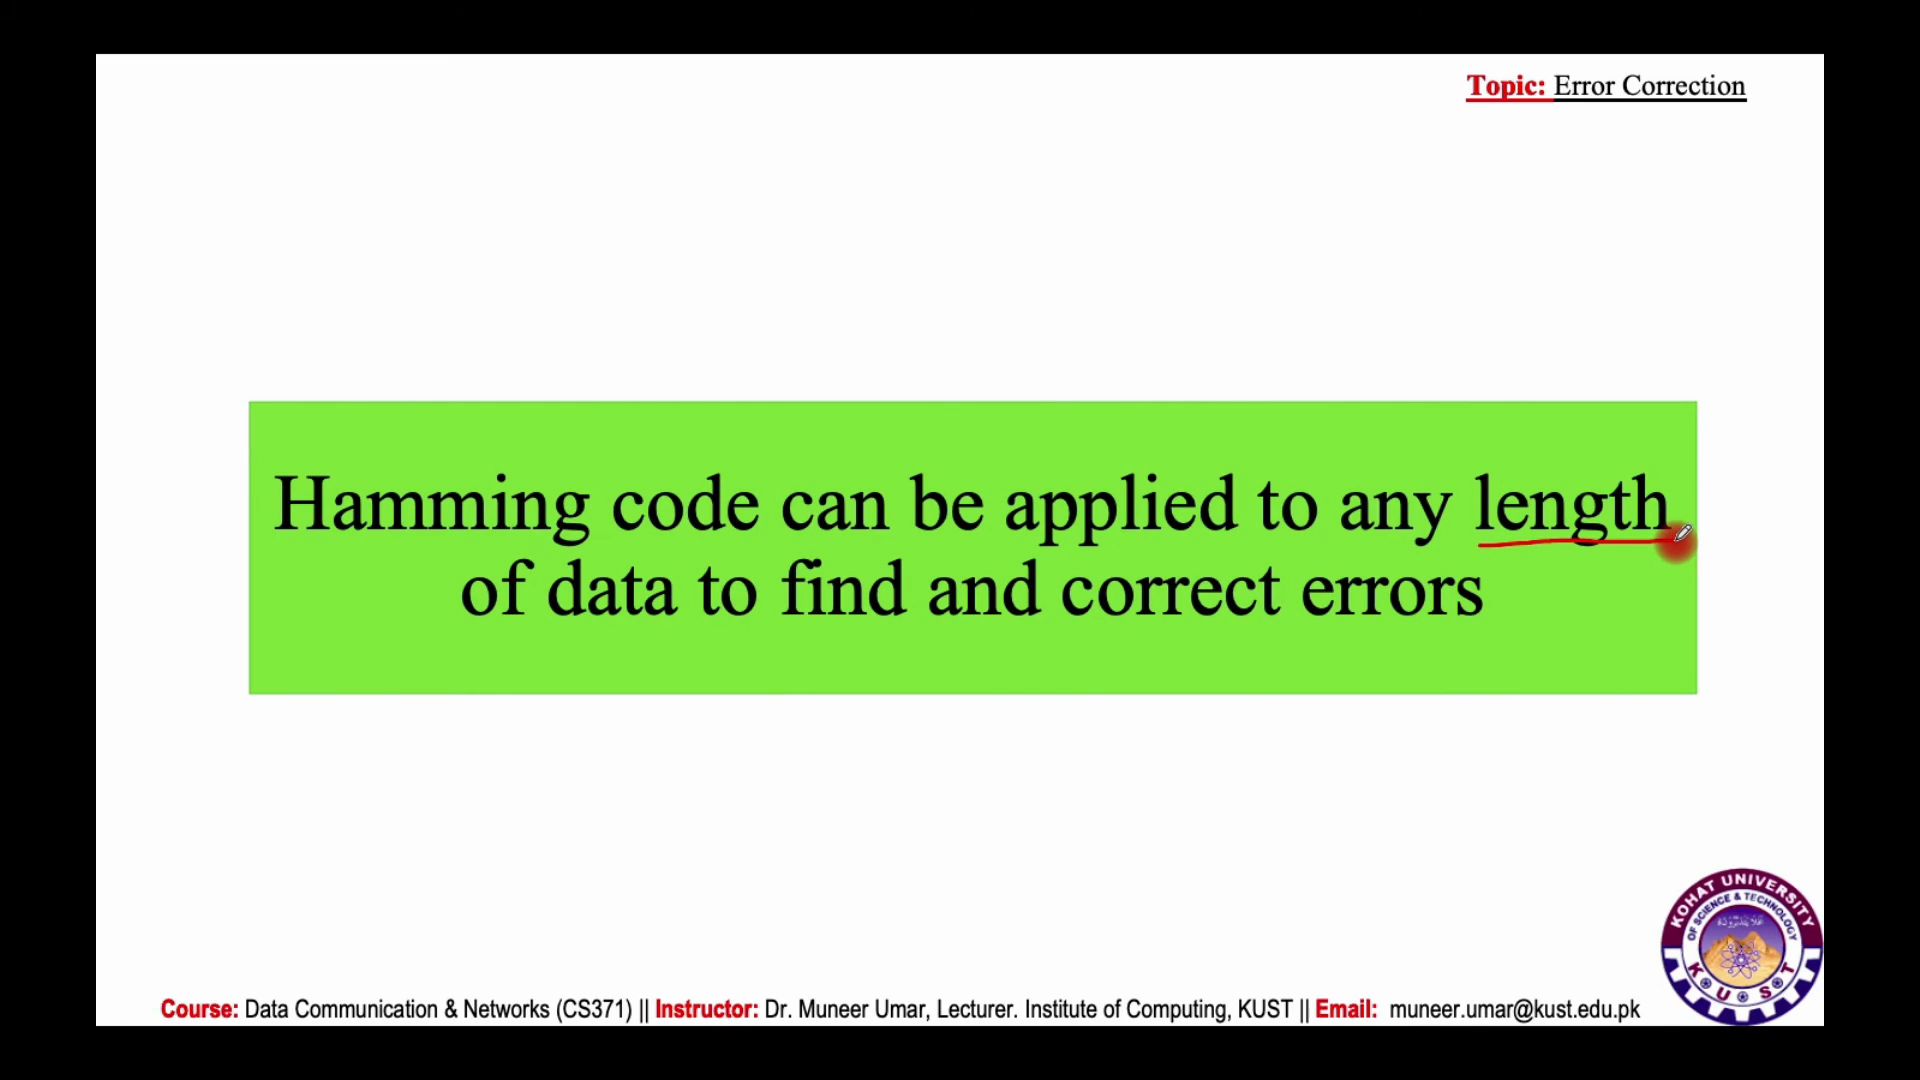 Topic: Error Correction
Hamming code can be applied to any length
of data to find and correct errors
KOHAT UNIVERSITY
OF SCIENCE & TECHNOLOGY
K U S T
Course: Data Communication & Networks (CS371) || Instructor: Dr. Muneer Umar, Lecturer. Institute of Computing, KUST || Email: muneer.umar@kust.edu.pk